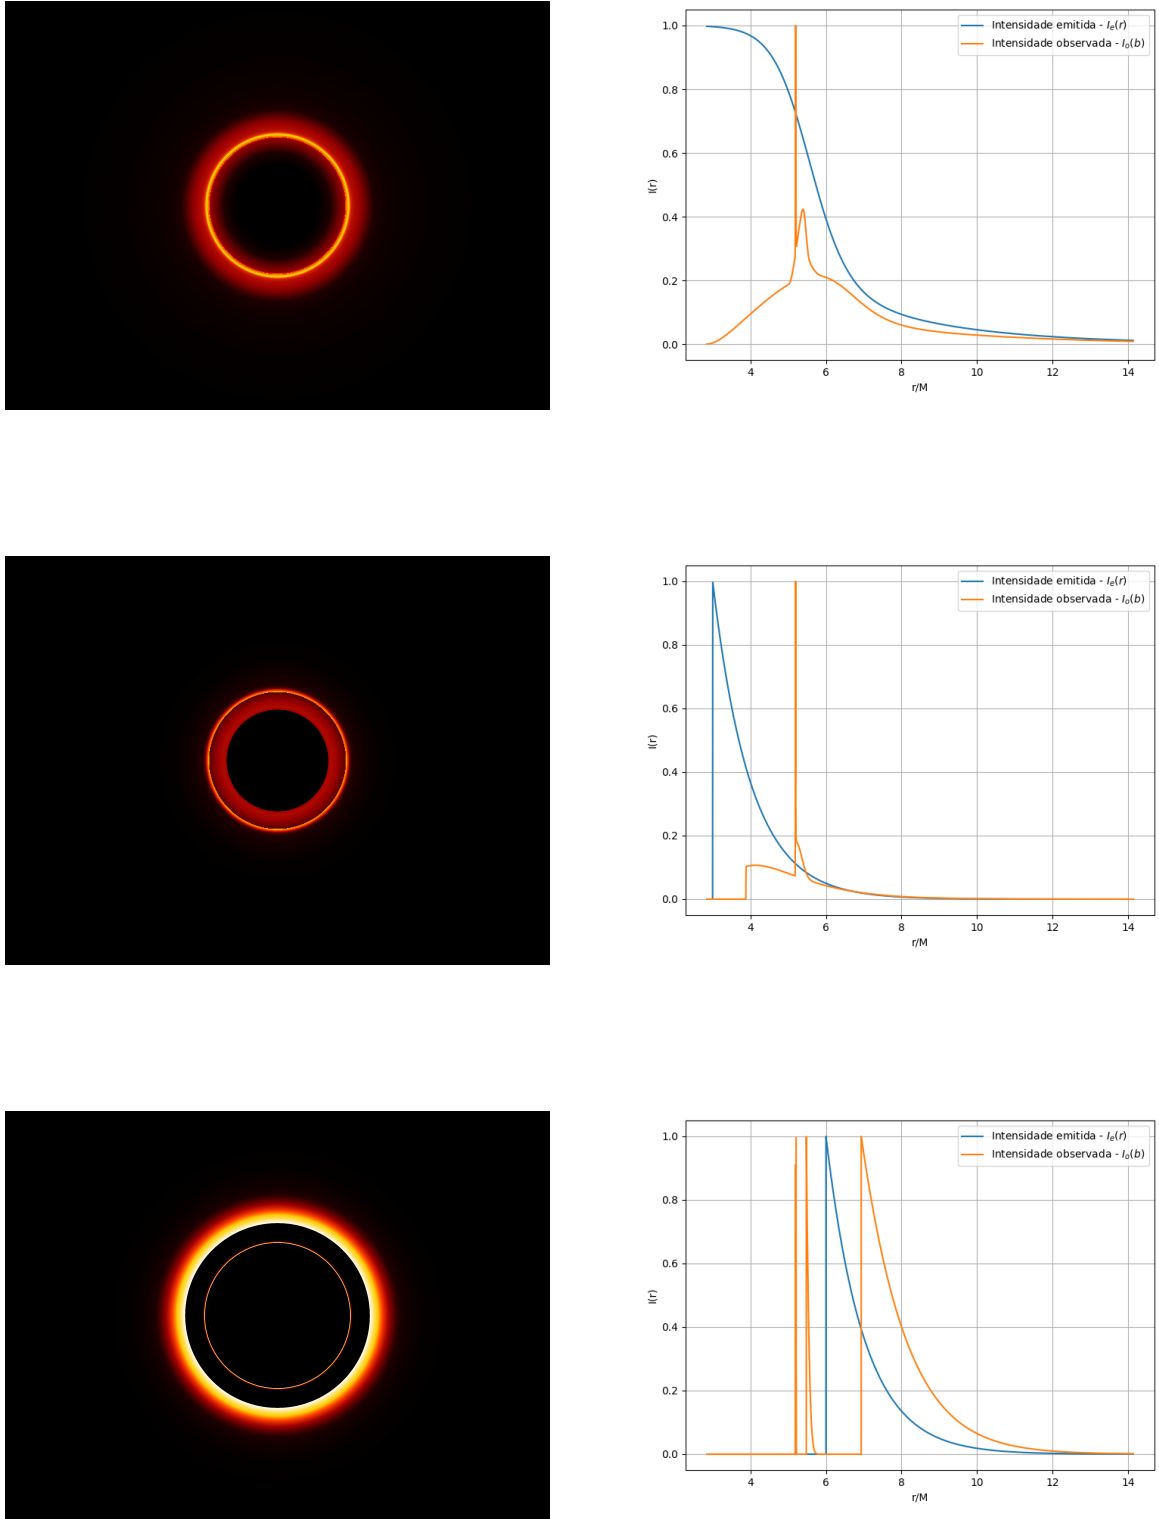 1.0
0.8
0.6
0.4
0.2
0.0
I(r)
Intensidade emitida - I_e(r)
Intensidade observada - I_o(b)
4 6 8 10 12 14
r/M
1.0
0.8
0.6
0.4
0.2
0.0
I(r)
Intensidade emitida - I_e(r)
Intensidade observada - I_o(b)
4 6 8 10 12 14
r/M
1.0
0.8
0.6
0.4
0.2
0.0
I(r)
Intensidade emitida - I_e(r)
Intensidade observada - I_o(b)
4 6 8 10 12 14
r/M